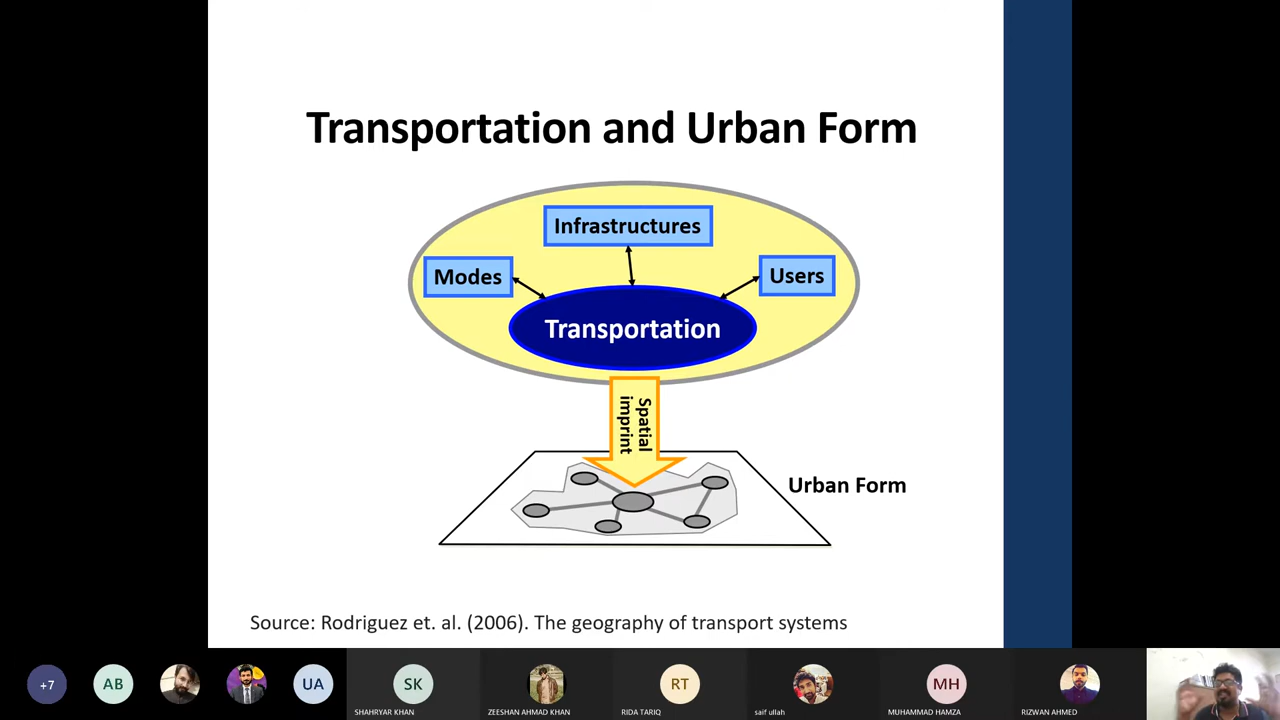 Transportation and Urban Form
Infrastructures
Modes
Users
Transportation
Spatial
imprint
Urban Form
Source: Rodriguez et. al. (2006). The geography of transport systems
+7
AB
UA
SK
RT
MH
SHAHRYAR KHAN
ZEESHAN AHMAD KHAN
RIDA TARIQ
saif ullah
MUHAMMAD HAMZA
RIZWAN AHMED